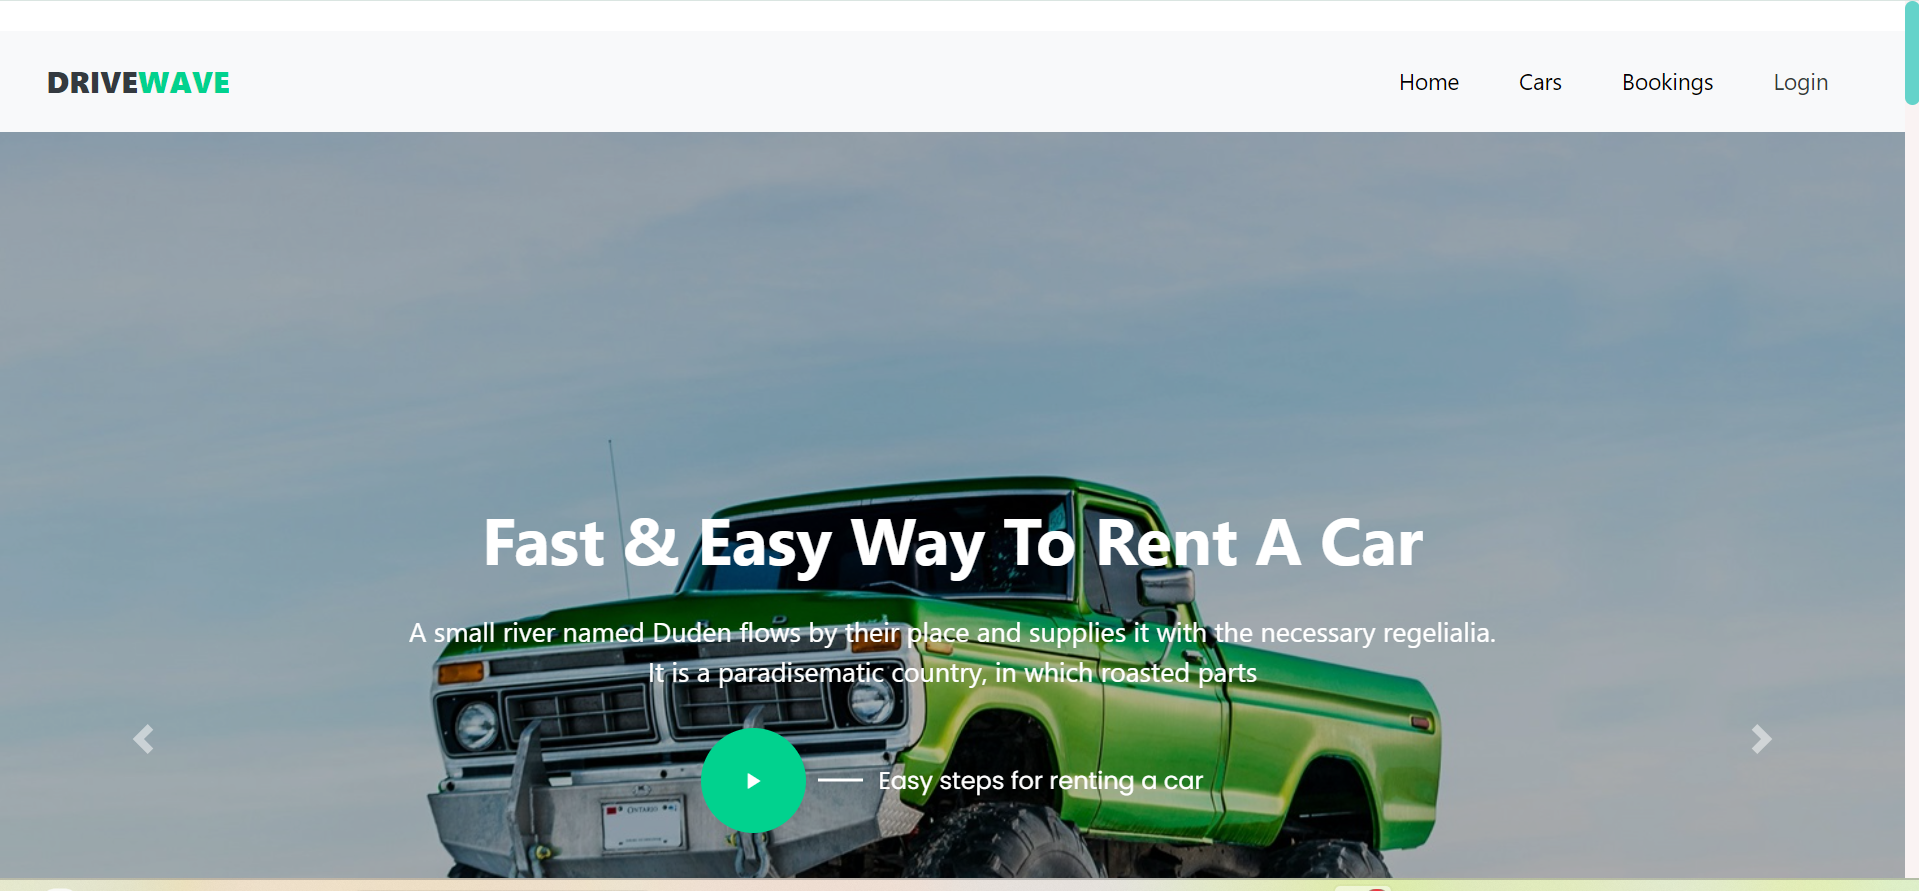 DRIVEWAVE
Home Cars Bookings Login
Fast & Easy Way To Rent A Car
A small river named Duden flows by their place and supplies it with the necessary regelialia.
It is a paradisematic country, in which roasted parts
Easy steps for renting a car
ONTARIO